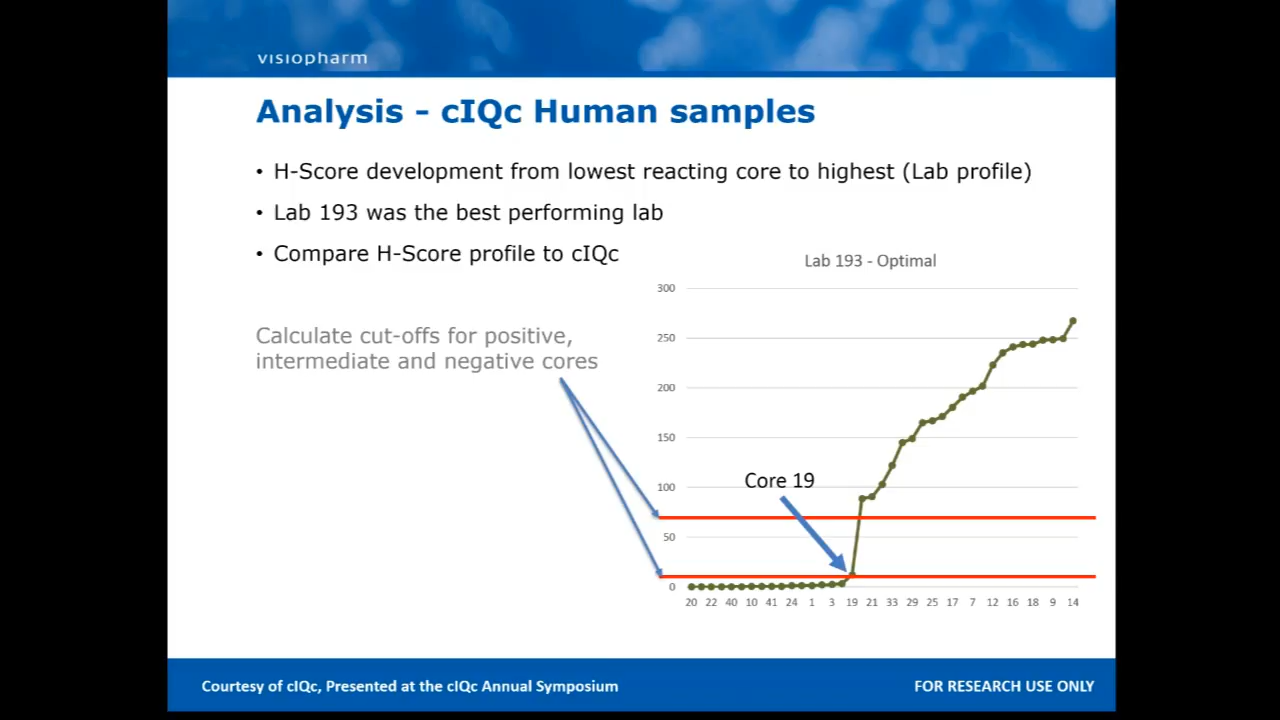 visiopharm
Analysis - cIQc Human samples
• H-Score development from lowest reacting core to highest (Lab profile)
• Lab 193 was the best performing lab
• Compare H-Score profile to cIQc
Calculate cut-offs for positive,
intermediate and negative cores
Lab 193 - Optimal
300
250
200
150
100
50
0
Core 19
20 22 40 10 41 24 1 3 19 21 33 29 25 17 7 12 16 18 9 14
Courtesy of cIQc, Presented at the cIQc Annual Symposium
FOR RESEARCH USE ONLY